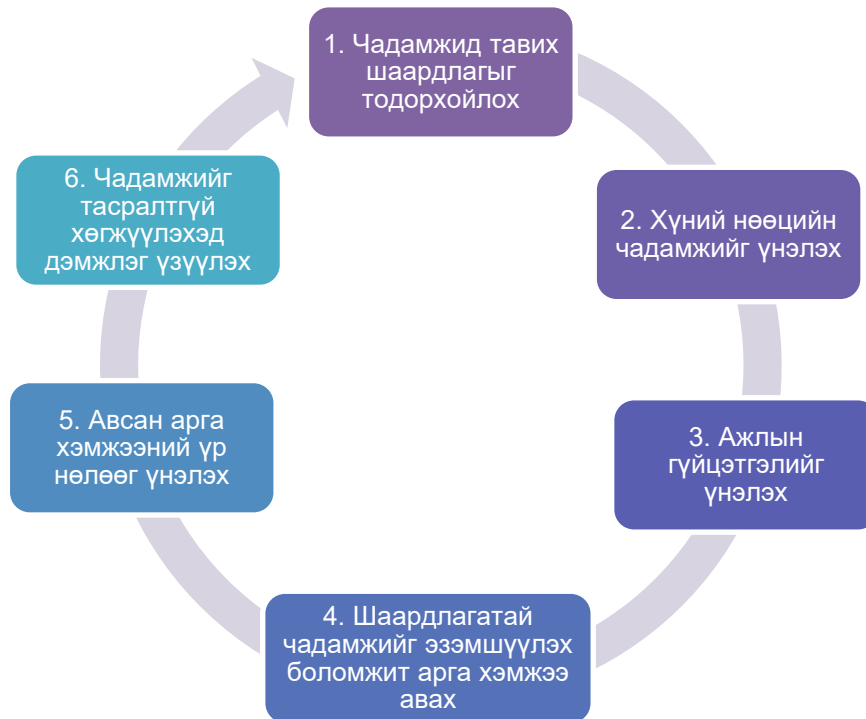 1. Чадамжид тавих
шаардлагыг
тодорхойлох
2. Хүний нөөцийн
чадамжийг үнэлэх
3. Ажлын
гүйцэтгэлийг
үнэлэх
4. Шаардлагатай
чадамжийг эзэмшүүлэх
боломжит арга хэмжээ
авах
5. Авсан арга
хэмжээний үр
нөлөөг үнэлэх
6. Чадамжийг
тасралтгүй
хөгжүүлэхэд
дэмжлэг үзүүлэх